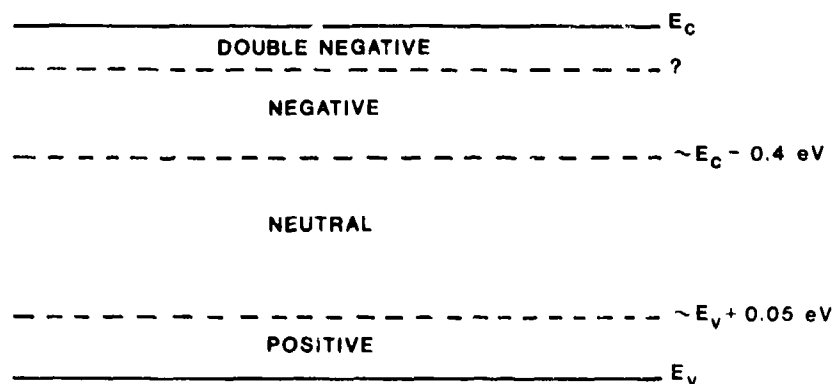 E_c
DOUBLE NEGATIVE
?
NEGATIVE
~E_c - 0.4 eV
NEUTRAL
~E_v + 0.05 eV
POSITIVE
E_v